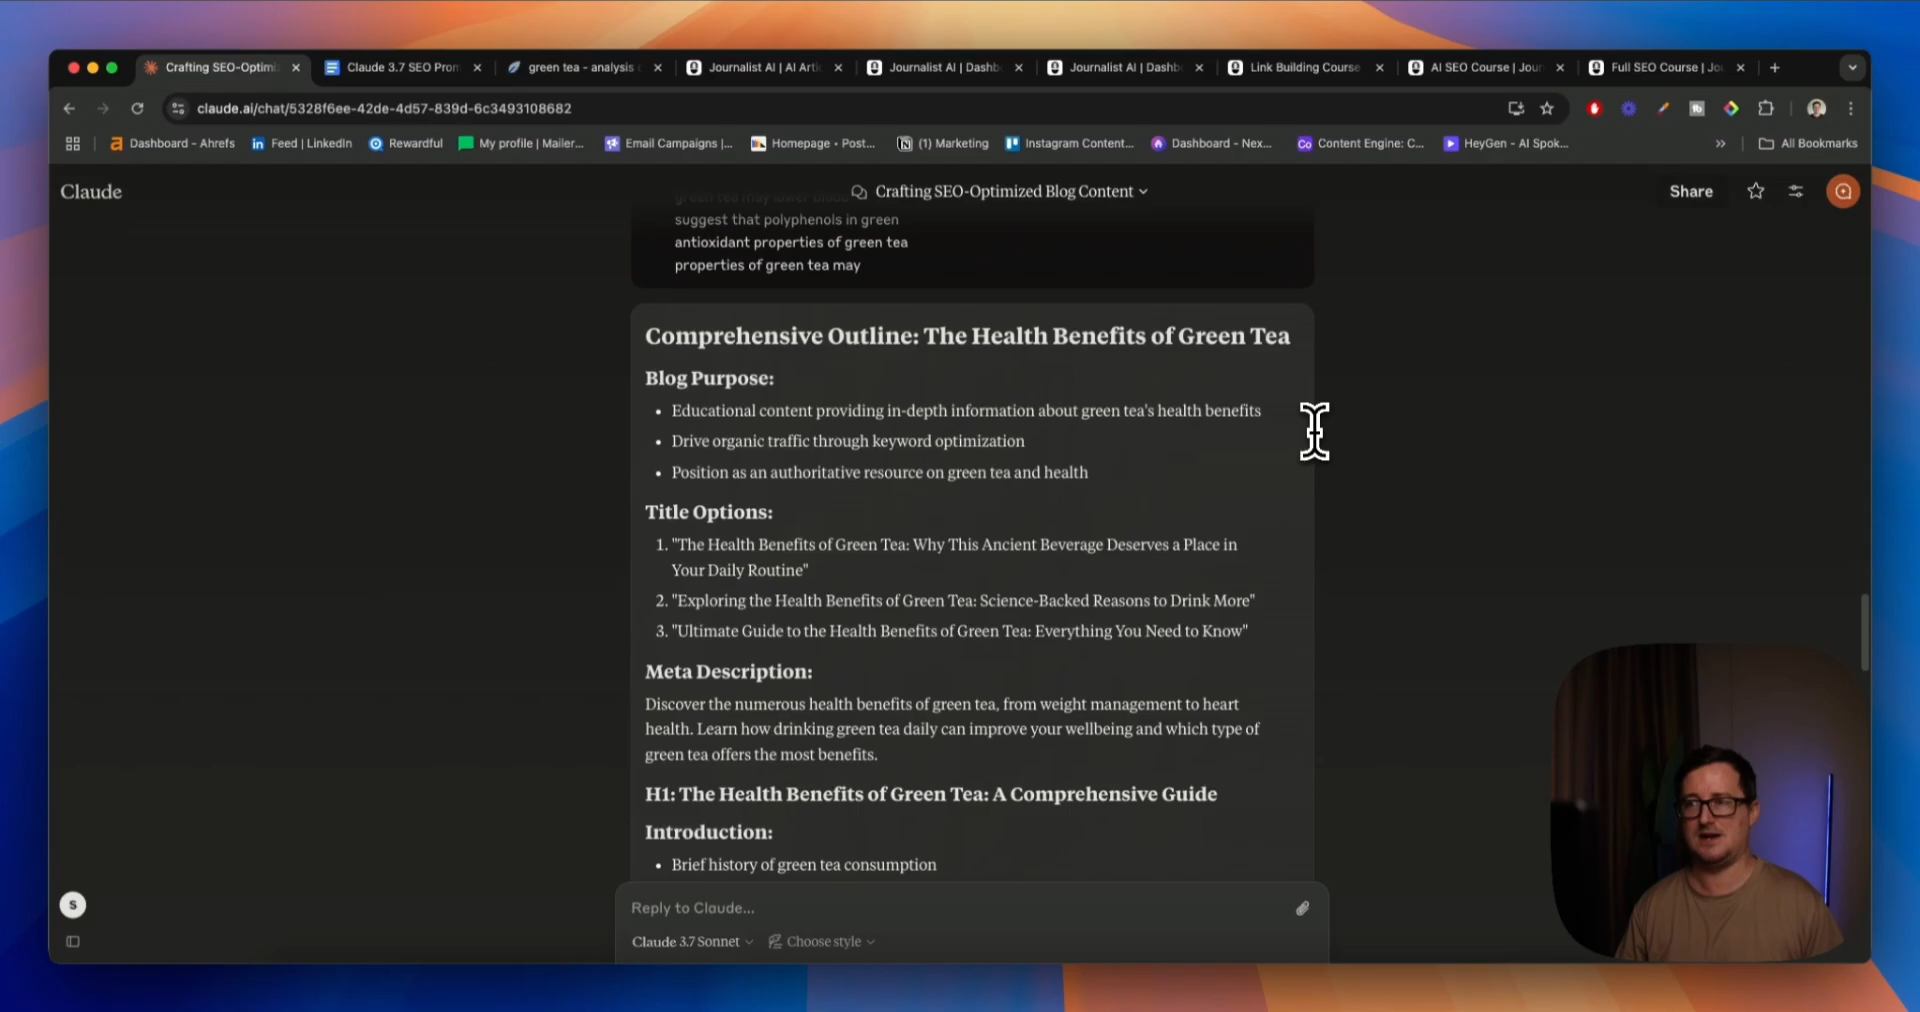 Crafting SEO-Optimi
Claude 3.7 SEO Pron
green tea - analysis
Journalist AI | AI Arti
Journalist AI | Dashb
Journalist AI | Dashb
Link Building Course
AI SEO Course | Jour
Full SEO Course | Jo
claude.ai/chat/5328f6ee-42de-4d57-839d-6c3493108682
Dashboard - Ahrefs
Feed | LinkedIn
Rewardful
My profile | Mailer...
Email Campaigns |...
Homepage • Post...
(1) Marketing
Instagram Content...
Dashboard - Nex...
Content Engine: C...
HeyGen - AI Spok...
All Bookmarks
Claude
Crafting SEO-Optimized Blog Content
Share
green tea may lower blood
suggest that polyphenols in green
antioxidant properties of green tea
properties of green tea may
Comprehensive Outline: The Health Benefits of Green Tea
Blog Purpose:
• Educational content providing in-depth information about green tea's health benefits
• Drive organic traffic through keyword optimization
• Position as an authoritative resource on green tea and health
Title Options:
1. "The Health Benefits of Green Tea: Why This Ancient Beverage Deserves a Place in
Your Daily Routine"
2. "Exploring the Health Benefits of Green Tea: Science-Backed Reasons to Drink More"
3. "Ultimate Guide to the Health Benefits of Green Tea: Everything You Need to Know"
Meta Description:
Discover the numerous health benefits of green tea, from weight management to heart
health. Learn how drinking green tea daily can improve your wellbeing and which type of
green tea offers the most benefits.
H1: The Health Benefits of Green Tea: A Comprehensive Guide
Introduction:
• Brief history of green tea consumption
S
Reply to Claude...
Claude 3.7 Sonnet
Choose style